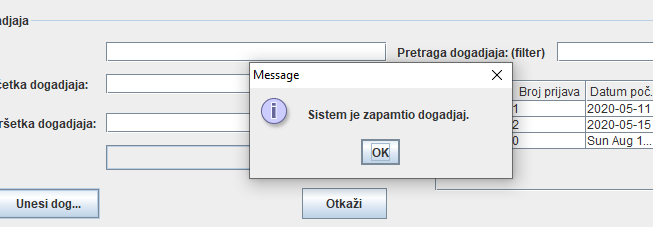 djaja
Pretraga dogadjaja: (filter)
četka dogadjaja:
ršetka dogadjaja:
Message
Sistem je zapamtio dogadjaj.
OK
Broj prijava Datum poč...
1 2020-05-11
2 2020-05-15
0 Sun Aug 1...
Unesi dog... Otkaži